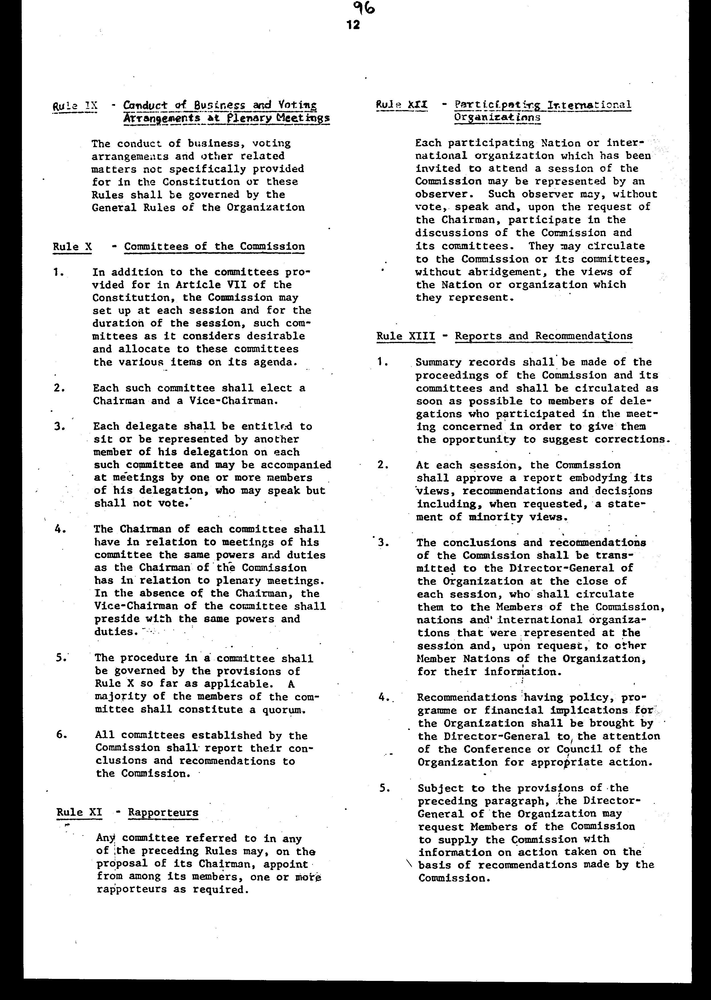 96
12
Rule IX - Conduct of Business and Voting
Arrangements at Plenary Meetings
The conduct of business, voting
arrangements and other related
matters not specifically provided
for in the Constitution or these
Rules shall be governed by the
General Rules of the Organization
Rule X - Committees of the Commission
1. In addition to the committees pro-
vided for in Article VII of the
Constitution, the Commission may
set up at each session and for the
duration of the session, such com-
mittees as it considers desirable
and allocate to these committees
the various items on its agenda.
2. Each such committee shall elect a
Chairman and a Vice-Chairman.
3. Each delegate shall be entitled to
sit or be represented by another
member of his delegation on each
such committee and may be accompanied
at meetings by one or more members
of his delegation, who may speak but
shall not vote.
4. The Chairman of each committee shall
have in relation to meetings of his
committee the same powers and duties
as the Chairman of the Commission
has in relation to plenary meetings.
In the absence of the Chairman, the
Vice-Chairman of the committee shall
preside with the same powers and
duties.
5. The procedure in a committee shall
be governed by the provisions of
Rule X so far as applicable. A
majority of the members of the com-
mittee shall constitute a quorum.
6. All committees established by the
Commission shall report their con-
clusions and recommendations to
the Commission.
Rule XI - Rapporteurs
Any committee referred to in any
of the preceding Rules may, on the
proposal of its Chairman, appoint
from among its members, one or more
rapporteurs as required.
Rule XII - Participating International
Organizations
Each participating Nation or inter-
national organization which has been
invited to attend a session of the
Commission may be represented by an
observer. Such observer may, without
vote, speak and, upon the request of
the Chairman, participate in the
discussions of the Commission and
its committees. They may circulate
to the Commission or its committees,
without abridgement, the views of
the Nation or organization which
they represent.
Rule XIII - Reports and Recommendations
1. Summary records shall be made of the
proceedings of the Commission and its
committees and shall be circulated as
soon as possible to members of dele-
gations who participated in the meet-
ing concerned in order to give them
the opportunity to suggest corrections.
2. At each session, the Commission
shall approve a report embodying its
views, recommendations and decisions
including, when requested, a state-
ment of minority views.
3. The conclusions and recommendations
of the Commission shall be trans-
mitted to the Director-General of
the Organization at the close of
each session, who shall circulate
them to the Members of the Commission,
nations and international organiza-
tions that were represented at the
session and, upon request, to other
Member Nations of the Organization,
for their information.
4. Recommendations having policy, pro-
gramme or financial implications for
the Organization shall be brought by
the Director-General to the attention
of the Conference or Council of the
Organization for appropriate action.
5. Subject to the provisions of the
preceding paragraph, the Director-
General of the Organization may
request Members of the Commission
to supply the Commission with
information on action taken on the
basis of recommendations made by the
Commission.